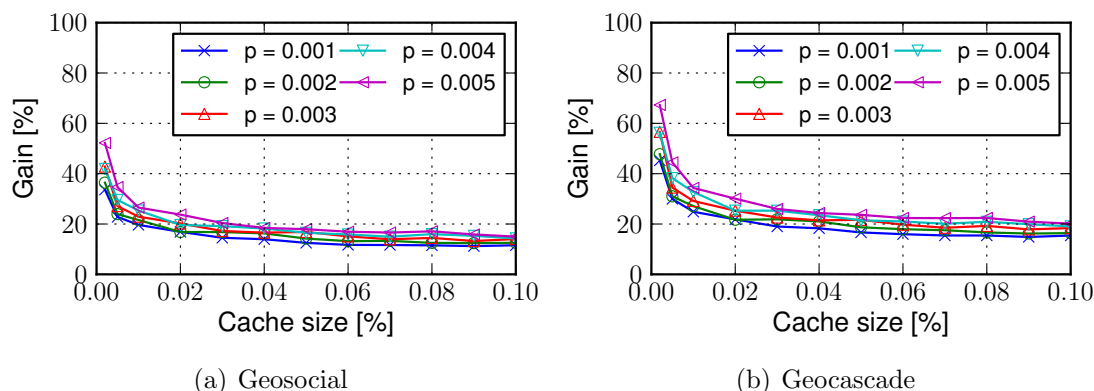 100
80
60
40
20
0
Gain [%]
p = 0.001
p = 0.002
p = 0.003
p = 0.004
p = 0.005
0.00 0.02 0.04 0.06 0.08 0.10
Cache size [%]
(a) Geosocial
100
80
60
40
20
0
Gain [%]
p = 0.001
p = 0.002
p = 0.003
p = 0.004
p = 0.005
0.00 0.02 0.04 0.06 0.08 0.10
Cache size [%]
(b) Geocascade